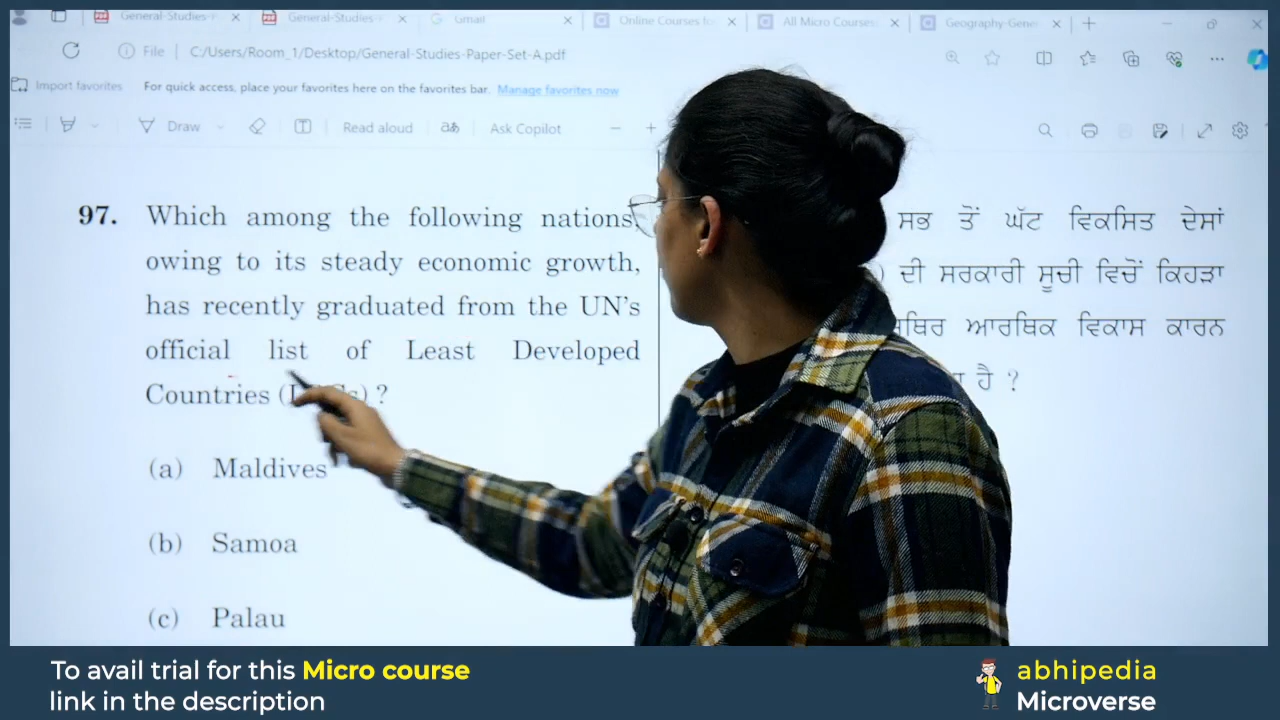 General-Studies-P
General-Studies-P
Gmail
Online Courses for
All Micro Courses
Geography-Gene
File
C:/Users/Room_1/Desktop/General-Studies-Paper-Set-A.pdf
Import favorites
For quick access, place your favorites here on the favorites bar. Manage favorites now
Draw
Read aloud
aあ
Ask Copilot
97. Which among the following nations,
owing to its steady economic growth,
has recently graduated from the UN's
official list of Least Developed
Countries ( ) ?
(a) Maldives
(b) Samoa
(c) Palau
ਸਭ ਤੋਂ ਘੱਟ ਵਿਕਸਿਤ ਦੇਸਾਂ
) ਦੀ ਸਰਕਾਰੀ ਸੂਚੀ ਵਿਚੋਂ ਕਿਹੜਾ
ਆਰਥਿਕ ਵਿਕਾਸ ਕਾਰਨ
ਹੈ ?
To avail trial for this Micro course
link in the description
abhipedia
Microverse